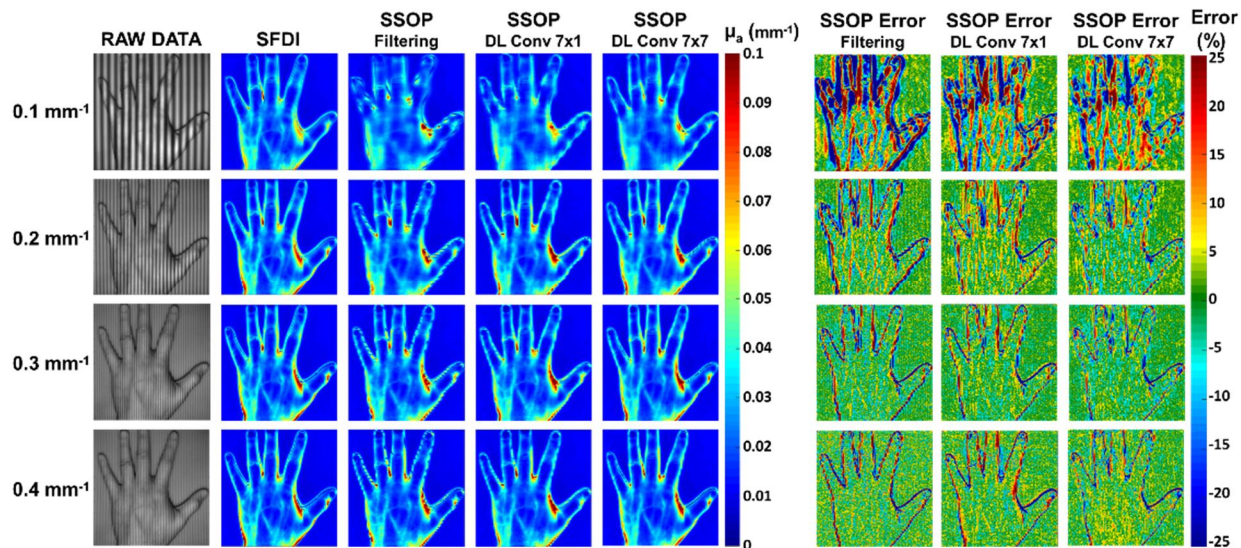 RAW DATA
SFDI
SSOP
Filtering
SSOP
DL Conv 7x1
SSOP
DL Conv 7x7
μa (mm-1)
SSOP Error
Filtering
SSOP Error
DL Conv 7x1
SSOP Error
DL Conv 7x7
Error
(%)
0.1 mm-1
0.2 mm-1
0.3 mm-1
0.4 mm-1
0.1
0.09
0.08
0.07
0.06
0.05
0.04
0.03
0.02
0.01
0
25
20
15
10
5
0
-5
-10
-15
-20
-25